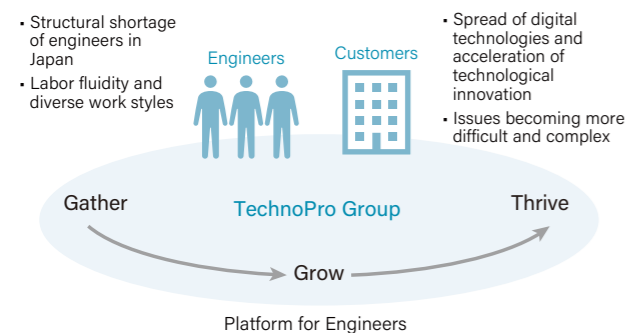 ▪ Structural shortage
of engineers in
Japan
▪ Labor fluidity and
diverse work styles
Engineers
Customers
▪ Spread of digital
technologies and
acceleration of
technological
innovation
▪ Issues becoming more
difficult and complex
Gather
TechnoPro Group
Thrive
Grow
Platform for Engineers